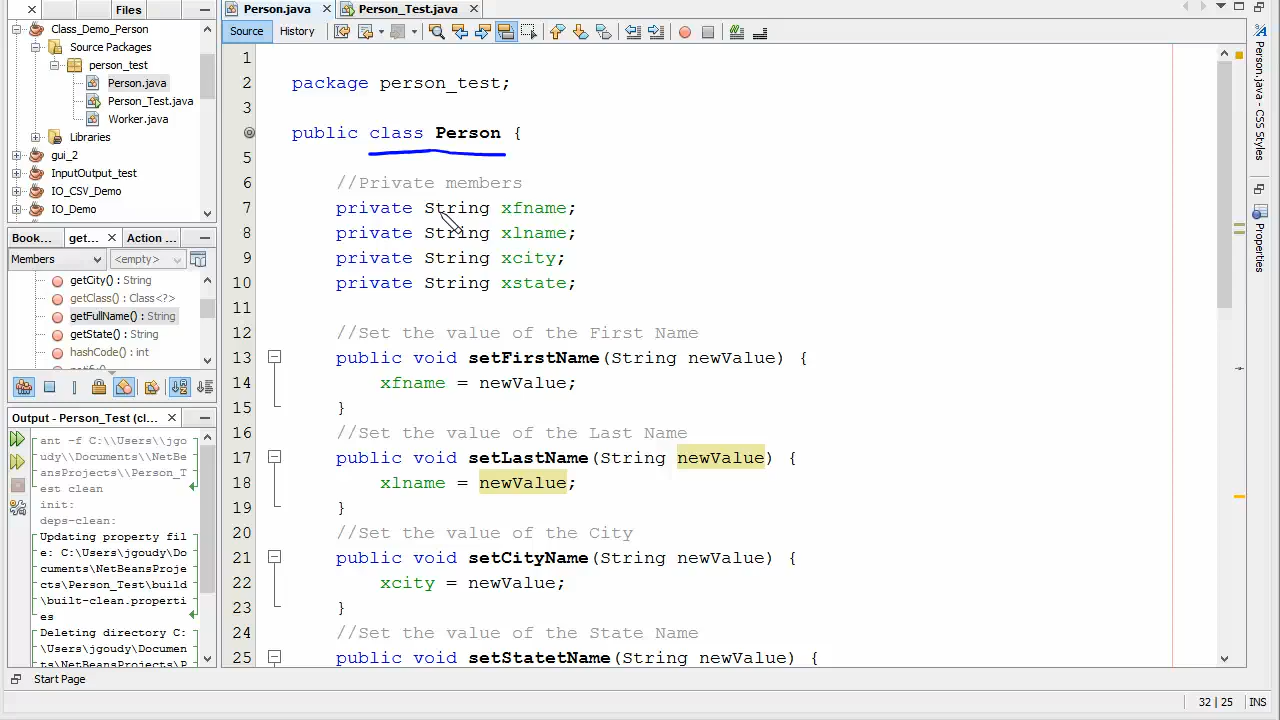 Files
Class_Demo_Person
Source Packages
person_test
Person.java
Person_Test.java
Worker.java
Libraries
gui_2
InputOutput_test
IO_CSV_Demo
IO_Demo
Book...
get...
Action ...
Members
<empty>
getCity() : String
getClass() : Class<?>
getFullName() : String
getState() : String
hashCode() : int
Output - Person_Test (cl...
ant -f C:\\Users\\jgo
udy\\Documents\\NetBe
ansProjects\\Person_T
est clean
init:
deps-clean:
Updating property fil
e: C:\Users\jgoudy\Do
cuments\NetBeansProje
cts\Person_Test\build
\built-clean.properti
es
Deleting directory C:
\Users\jgoudy\Documen
ts\NetBeansProjects\P
Person.java
Person_Test.java
Source
History
1
2 package person_test;
3
public class Person {
5
6 //Private members
7 private String xfname;
8 private String xlname;
9 private String xcity;
10 private String xstate;
11
12 //Set the value of the First Name
13 public void setFirstName(String newValue) {
14 xfname = newValue;
15 }
16 //Set the value of the Last Name
17 public void setLastName(String newValue) {
18 xlname = newValue;
19 }
20 //Set the value of the City
21 public void setCityName(String newValue) {
22 xcity = newValue;
23 }
24 //Set the value of the State Name
25 public void setStatetName(String newValue) {
Person.java - CSS Styles
Properties
Start Page
32 | 25
INS